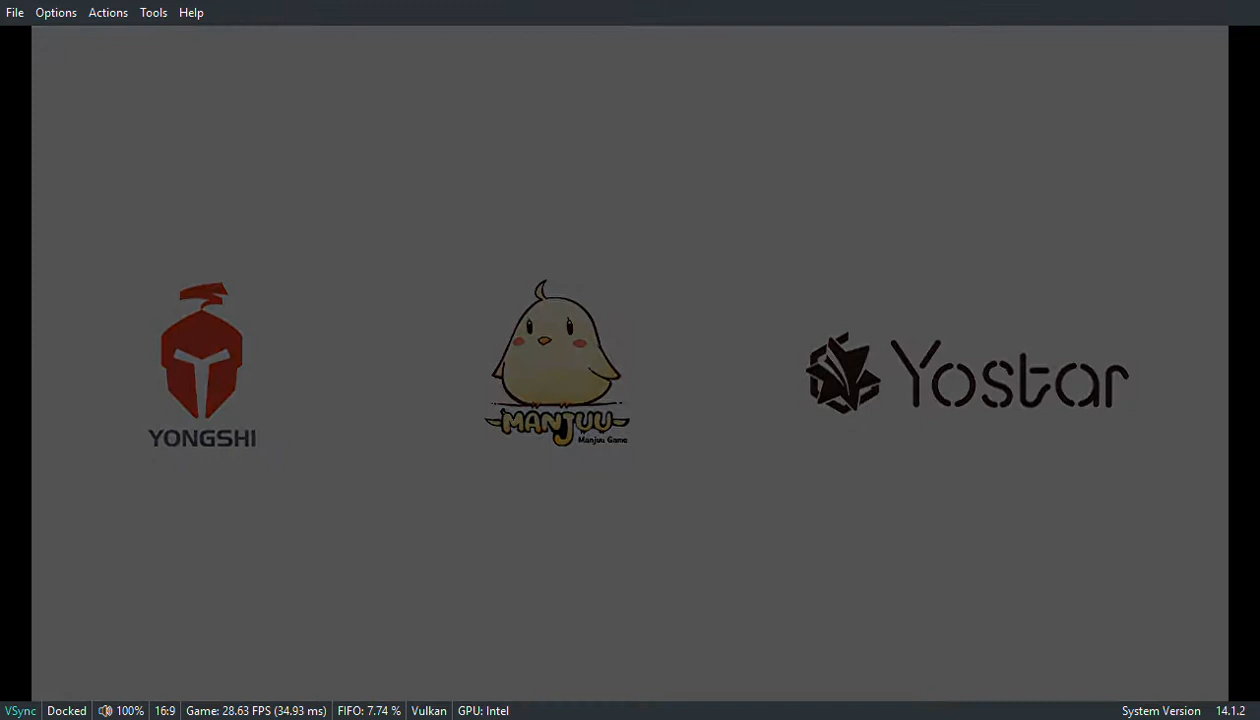 File Options Actions Tools Help
YONGSHI
MANJUU
Manjuu Game
Yostar
VSync Docked 100% 16:9 Game: 28.63 FPS (34.93 ms) FIFO: 7.74 % Vulkan GPU: Intel System Version 14.1.2